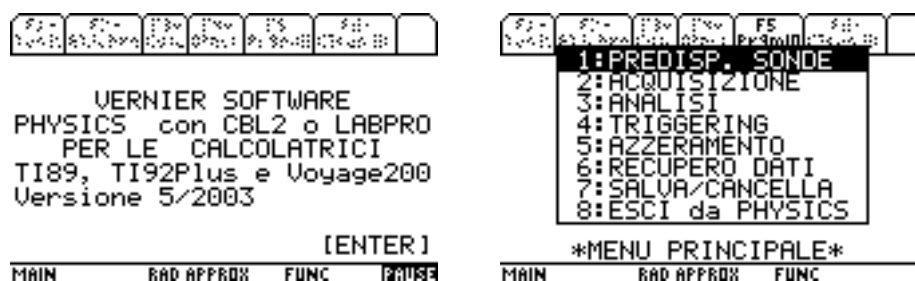 VERNIER SOFTWARE
PHYSICS con CBL2 o LABPRO
PER LE CALCOLATRICI
TI89, TI92Plus e Voyage200
Versione 5/2003
[ENTER]
MAIN RAD APPROX FUNC PAUSE
F5
PrgmIO
1:PREDISP. SONDE
2:ACQUISIZIONE
3:ANALISI
4:TRIGGERING
5:AZZERAMENTO
6:RECUPERO DATI
7:SALVA/CANCELLA
8:ESCI da PHYSICS
*MENU PRINCIPALE*
MAIN RAD APPROX FUNC